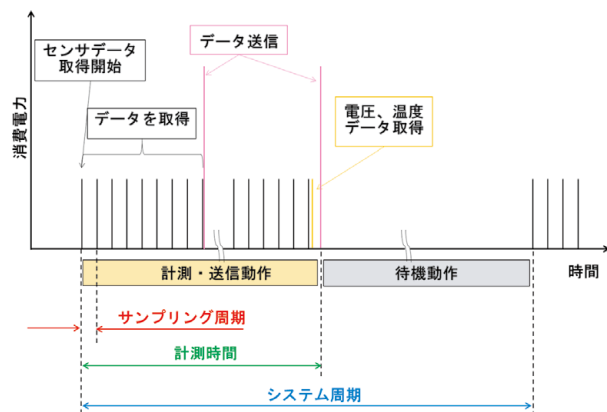 データ送信
センサデータ
取得開始
データを取得
電圧、温度
データ取得
消費電力
計測・送信動作
待機動作
時間
サンプリング周期
計測時間
システム周期